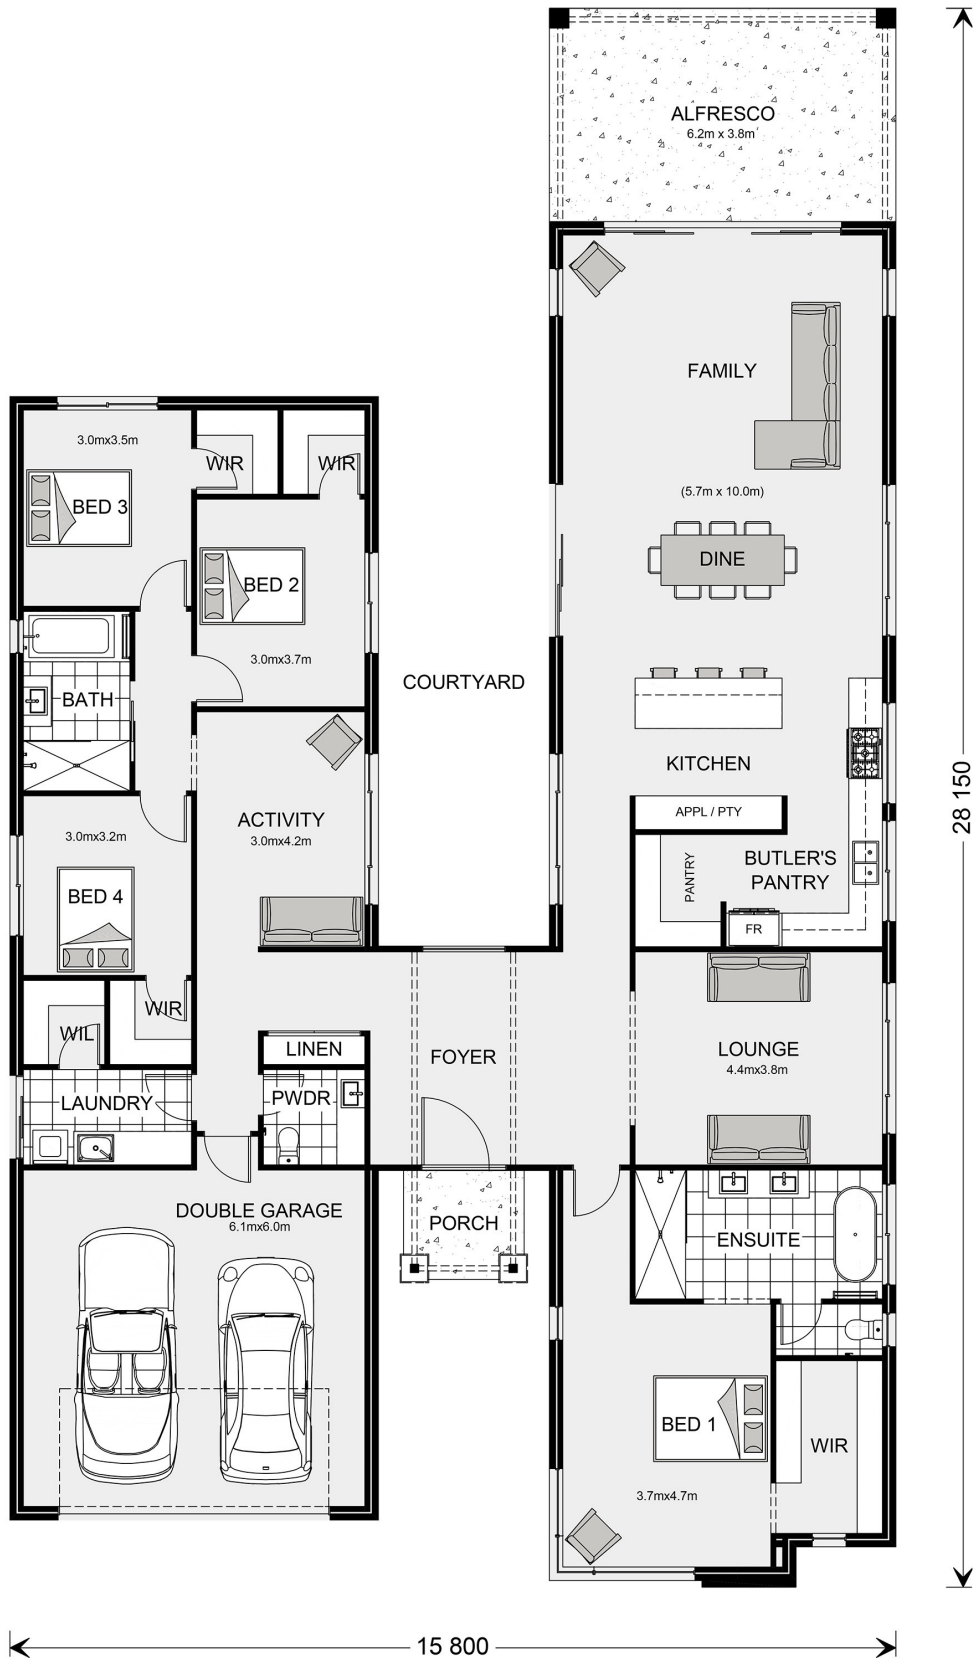 ALFRESCO
6.2m x 3.8m
FAMILY
3.0mx3.5m
WIR
WIR
(5.7m x 10.0m)
BED 3
DINE
BED 2
3.0mx3.7m
COURTYARD
BATH
KITCHEN
28 150
APPL / PTY
ACTIVITY
3.0mx4.2m
3.0mx3.2m
BUTLER'S
PANTRY
PANTRY
BED 4
FR
WIR
WIL
LINEN
FOYER
LOUNGE
4.4mx3.8m
LAUNDRY
PWDR
DOUBLE GARAGE
6.1mx6.0m
PORCH
ENSUITE
BED 1
WIR
3.7mx4.7m
15 800